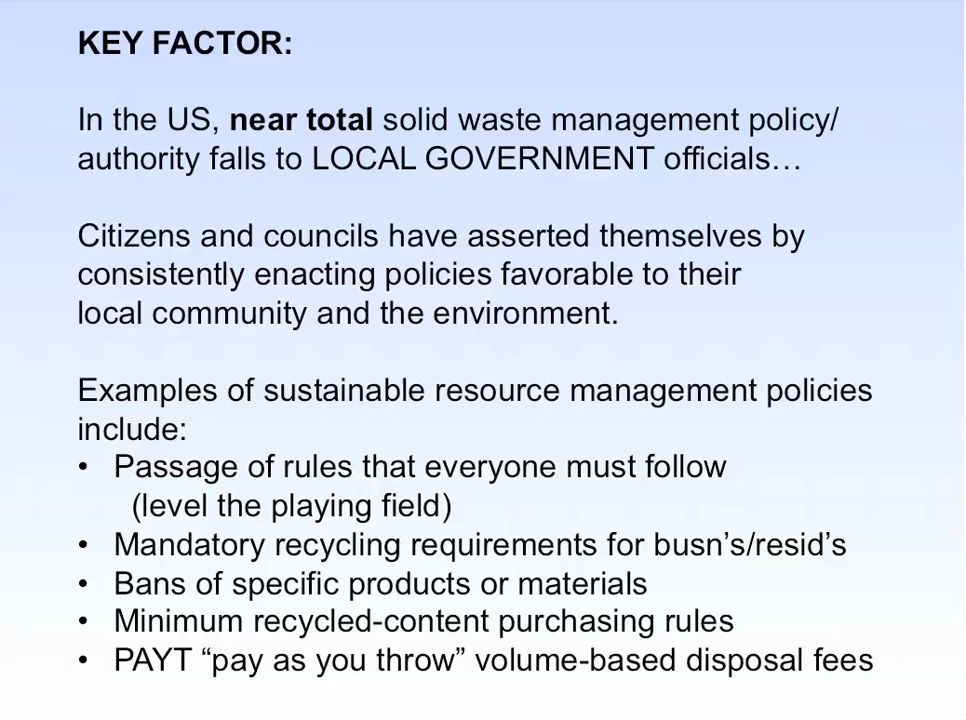 KEY FACTOR:
In the US, near total solid waste management policy/
authority falls to LOCAL GOVERNMENT officials…
Citizens and councils have asserted themselves by
consistently enacting policies favorable to their
local community and the environment.
Examples of sustainable resource management policies
include:
• Passage of rules that everyone must follow
(level the playing field)
• Mandatory recycling requirements for busn’s/resid’s
• Bans of specific products or materials
• Minimum recycled-content purchasing rules
• PAYT “pay as you throw” volume-based disposal fees